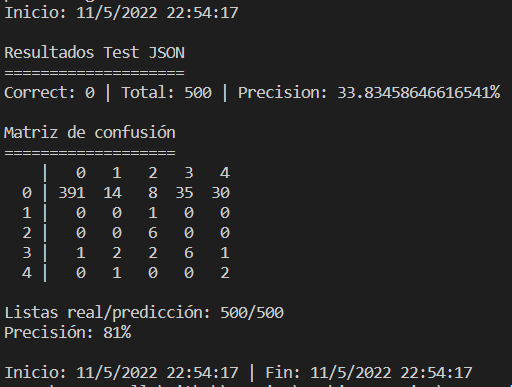 Inicio: 11/5/2022 22:54:17
Resultados Test JSON
====================
Correct: 0 | Total: 500 | Precision: 33.83458646616541%
Matriz de confusión
===================
| 0 1 2 3 4
0 | 391 14 8 35 30
1 | 0 0 1 0 0
2 | 0 0 6 0 0
3 | 1 2 2 6 1
4 | 0 1 0 0 2
Listas real/predicción: 500/500
Precisión: 81%
Inicio: 11/5/2022 22:54:17 | Fin: 11/5/2022 22:54:17